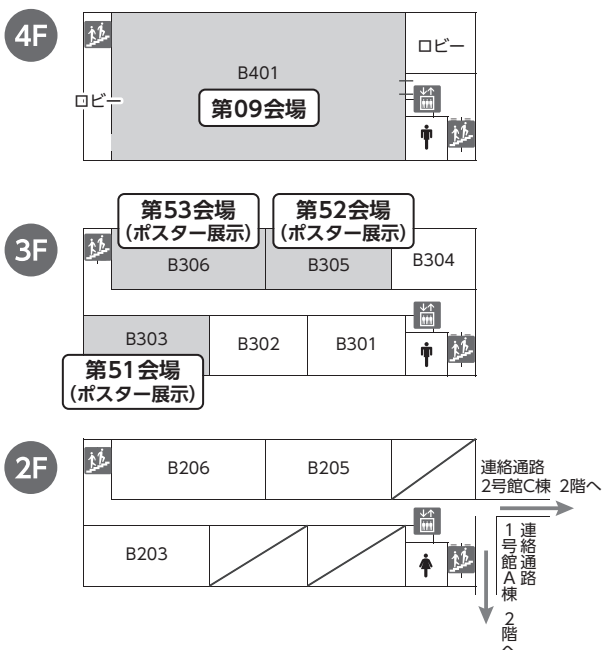 4F
ロビー
B401
ロビー
第09会場
3F
第53会場
(ポスター展示)
第52会場
(ポスター展示)
B306
B305
B304
B303
B302
B301
第51会場
(ポスター展示)
2F
B206
B205
連絡通路
2号館C棟 2階へ
B203
連絡通路
1号館A棟 2階へ